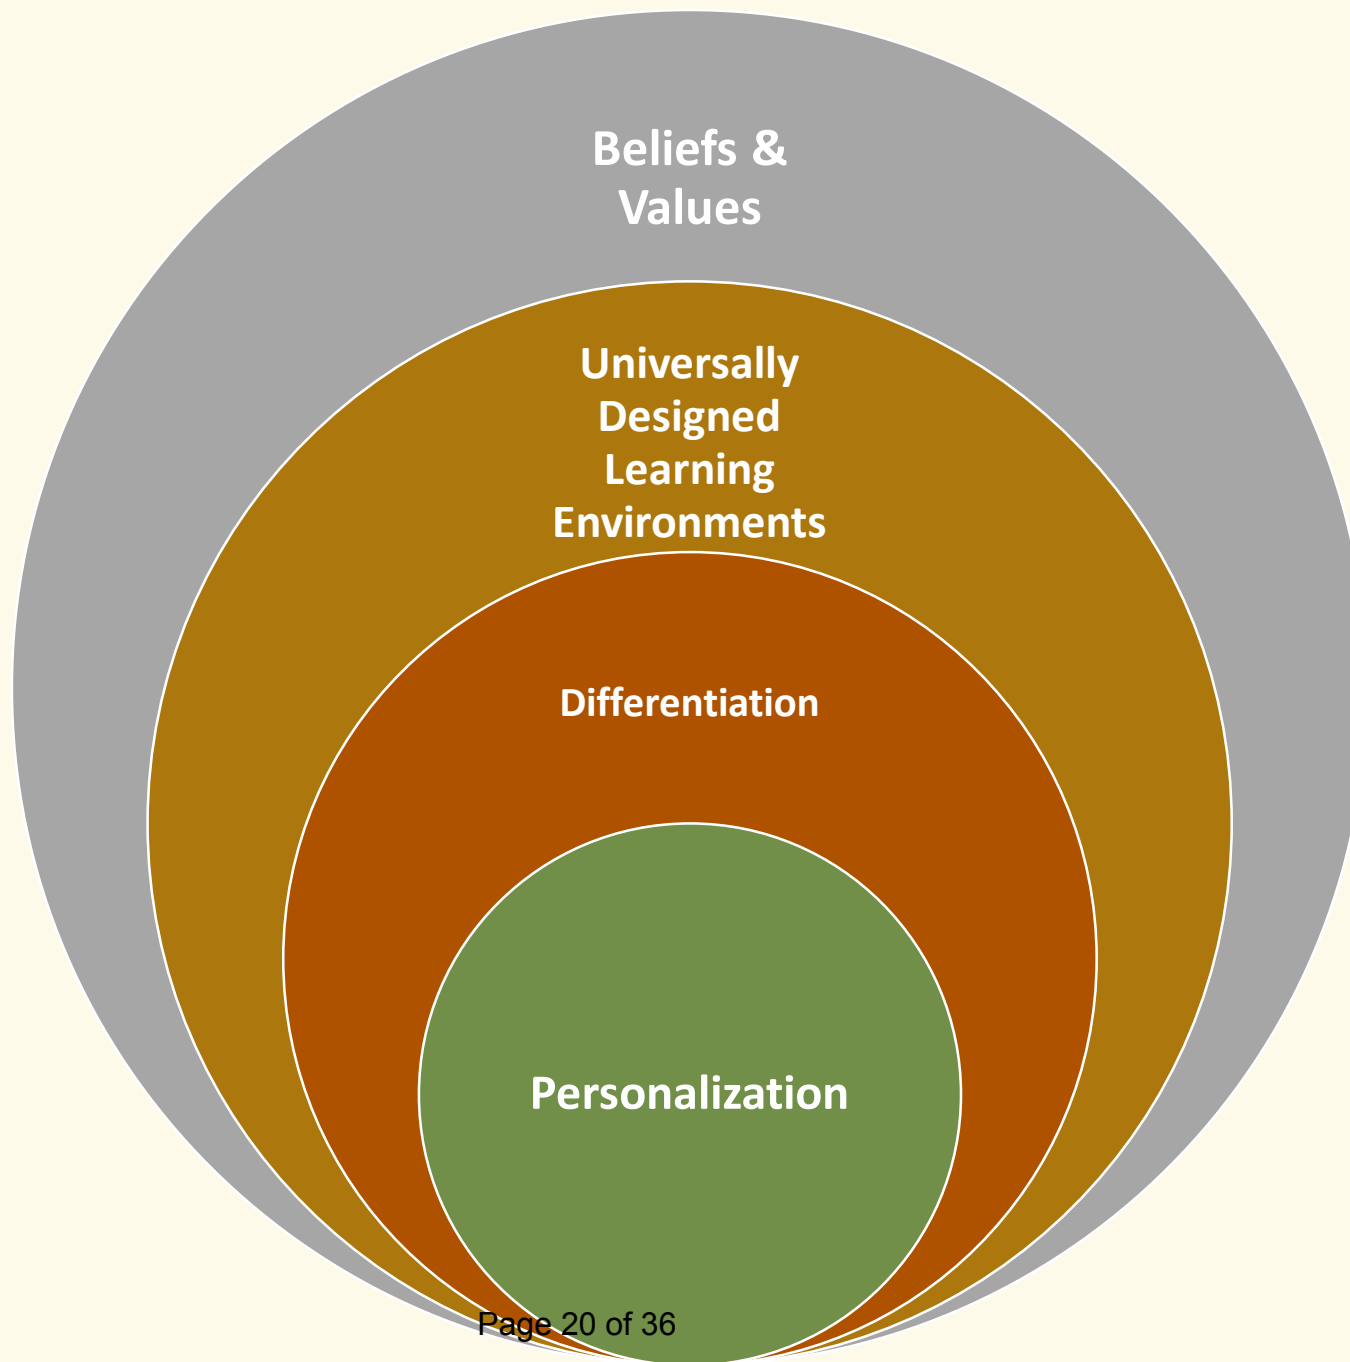 Beliefs &
Values
Universally
Designed
Learning
Environments
Differentiation
Personalization
Page 20 of 36